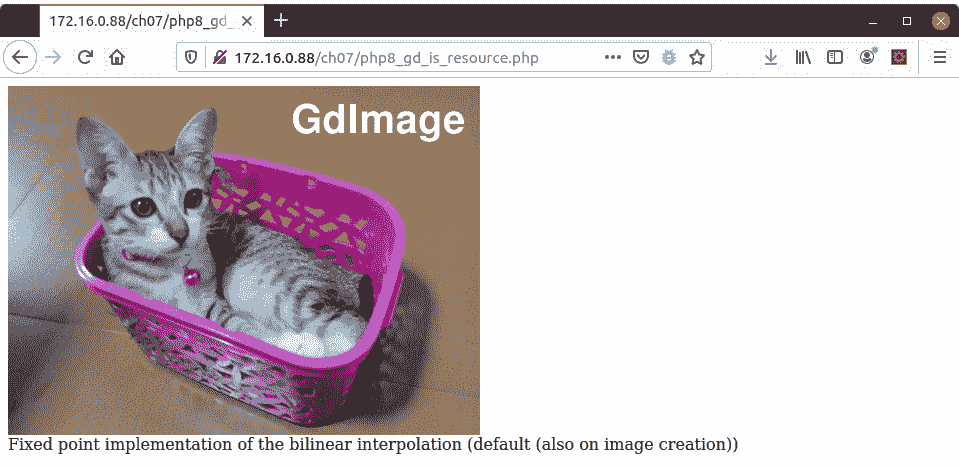 172.16.0.88/ch07/php8_gd_
172.16.0.88/ch07/php8_gd_is_resource.php
GdImage
Fixed point implementation of the bilinear interpolation (default (also on image creation))